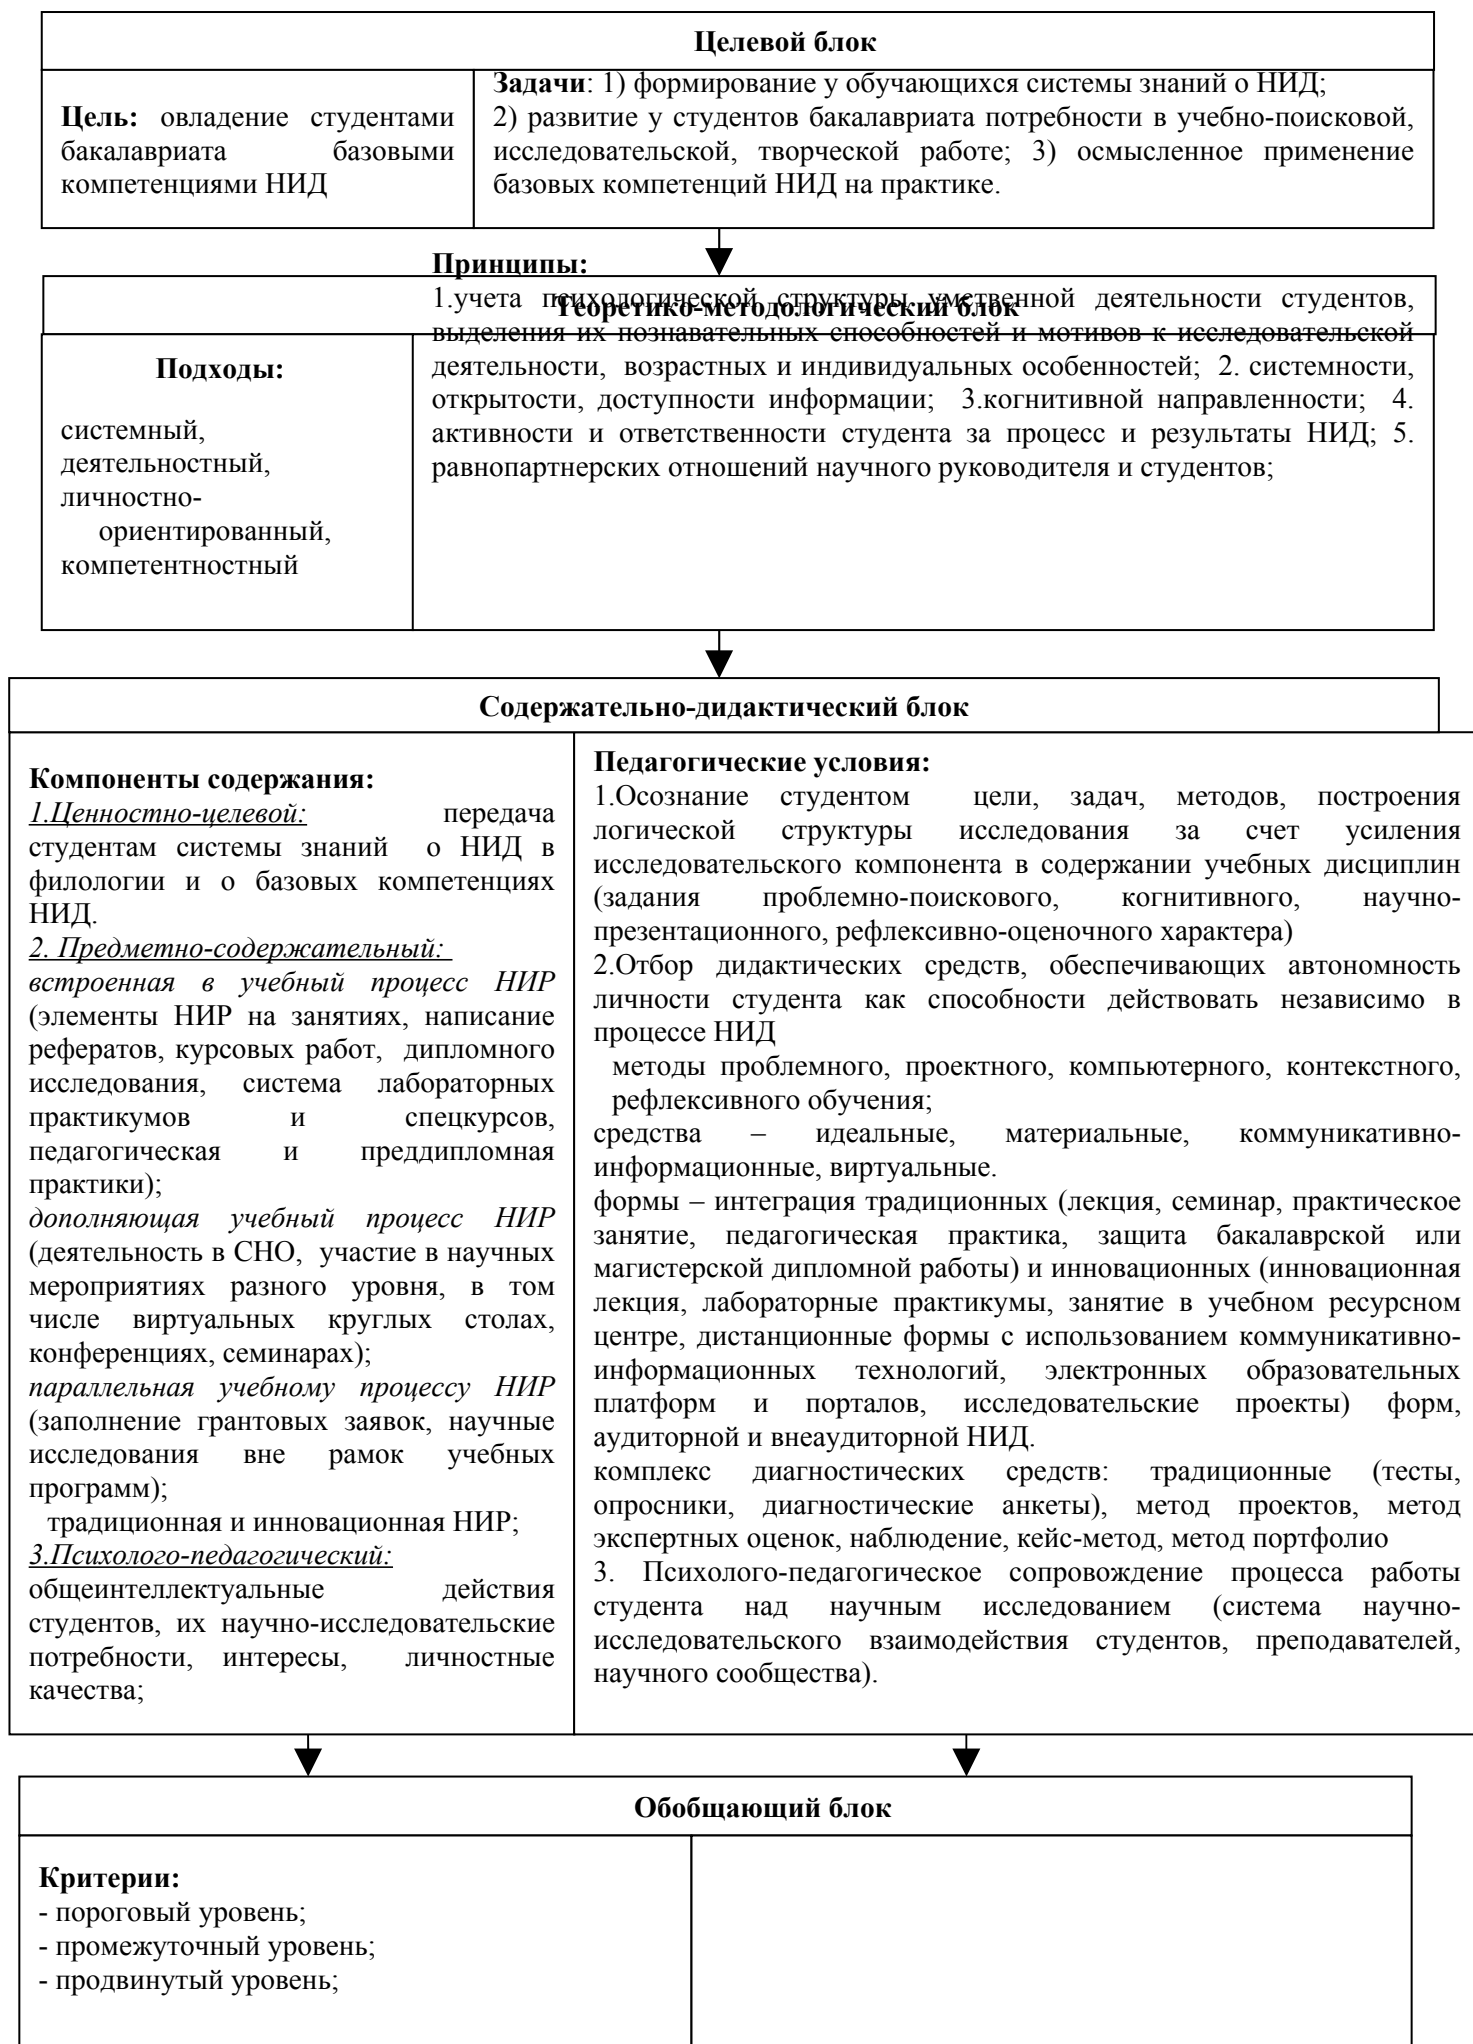 Целевой блок
Цель: овладение студентами
бакалавриата базовыми
компетенциями НИД
Задачи: 1) формирование у обучающихся системы знаний о НИД;
2) развитие у студентов бакалавриата потребности в учебно-поисковой,
исследовательской, творческой работе; 3) осмысленное применение
базовых компетенций НИД на практике.
Теоретико-методологический блок
Подходы:
системный,
деятельностный,
личностно-
ориентированный,
компетентностный
Принципы:
1.учета психологической структуры умственной деятельности студентов,
выделения их познавательных способностей и мотивов к исследовательской
деятельности, возрастных и индивидуальных особенностей; 2. системности,
открытости, доступности информации; 3.когнитивной направленности; 4.
активности и ответственности студента за процесс и результаты НИД; 5.
равнопартнерских отношений научного руководителя и студентов;
Содержательно-дидактический блок
Компоненты содержания:
1.Ценностно-целевой: передача
студентам системы знаний о НИД в
филологии и о базовых компетенциях
НИД.
2. Предметно-содержательный:
встроенная в учебный процесс НИР
(элементы НИР на занятиях, написание
рефератов, курсовых работ, дипломного
исследования, система лабораторных
практикумов и спецкурсов,
педагогическая и преддипломная
практики);
дополняющая учебный процесс НИР
(деятельность в СНО, участие в научных
мероприятиях разного уровня, в том
числе виртуальных круглых столах,
конференциях, семинарах);
параллельная учебному процессу НИР
(заполнение грантовых заявок, научные
исследования вне рамок учебных
программ);
традиционная и инновационная НИР;
3.Психолого-педагогический:
общеинтеллектуальные действия
студентов, их научно-исследовательские
потребности, интересы, личностные
качества;
Педагогические условия:
1.Осознание студентом цели, задач, методов, построения
логической структуры исследования за счет усиления
исследовательского компонента в содержании учебных дисциплин
(задания проблемно-поискового, когнитивного, научно-
презентационного, рефлексивно-оценочного характера)
2.Отбор дидактических средств, обеспечивающих автономность
личности студента как способности действовать независимо в
процессе НИД
методы проблемного, проектного, компьютерного, контекстного,
рефлексивного обучения;
средства – идеальные, материальные, коммуникативно-
информационные, виртуальные.
формы – интеграция традиционных (лекция, семинар, практическое
занятие, педагогическая практика, защита бакалаврской или
магистерской дипломной работы) и инновационных (инновационная
лекция, лабораторные практикумы, занятие в учебном ресурсном
центре, дистанционные формы с использованием коммуникативно-
информационных технологий, электронных образовательных
платформ и порталов, исследовательские проекты) форм,
аудиторной и внеаудиторной НИД.
комплекс диагностических средств: традиционные (тесты,
опросники, диагностические анкеты), метод проектов, метод
экспертных оценок, наблюдение, кейс-метод, метод портфолио
3. Психолого-педагогическое сопровождение процесса работы
студента над научным исследованием (система научно-
исследовательского взаимодействия студентов, преподавателей,
научного сообщества).
Обобщающий блок
Критерии:
- пороговый уровень;
- промежуточный уровень;
- продвинутый уровень;